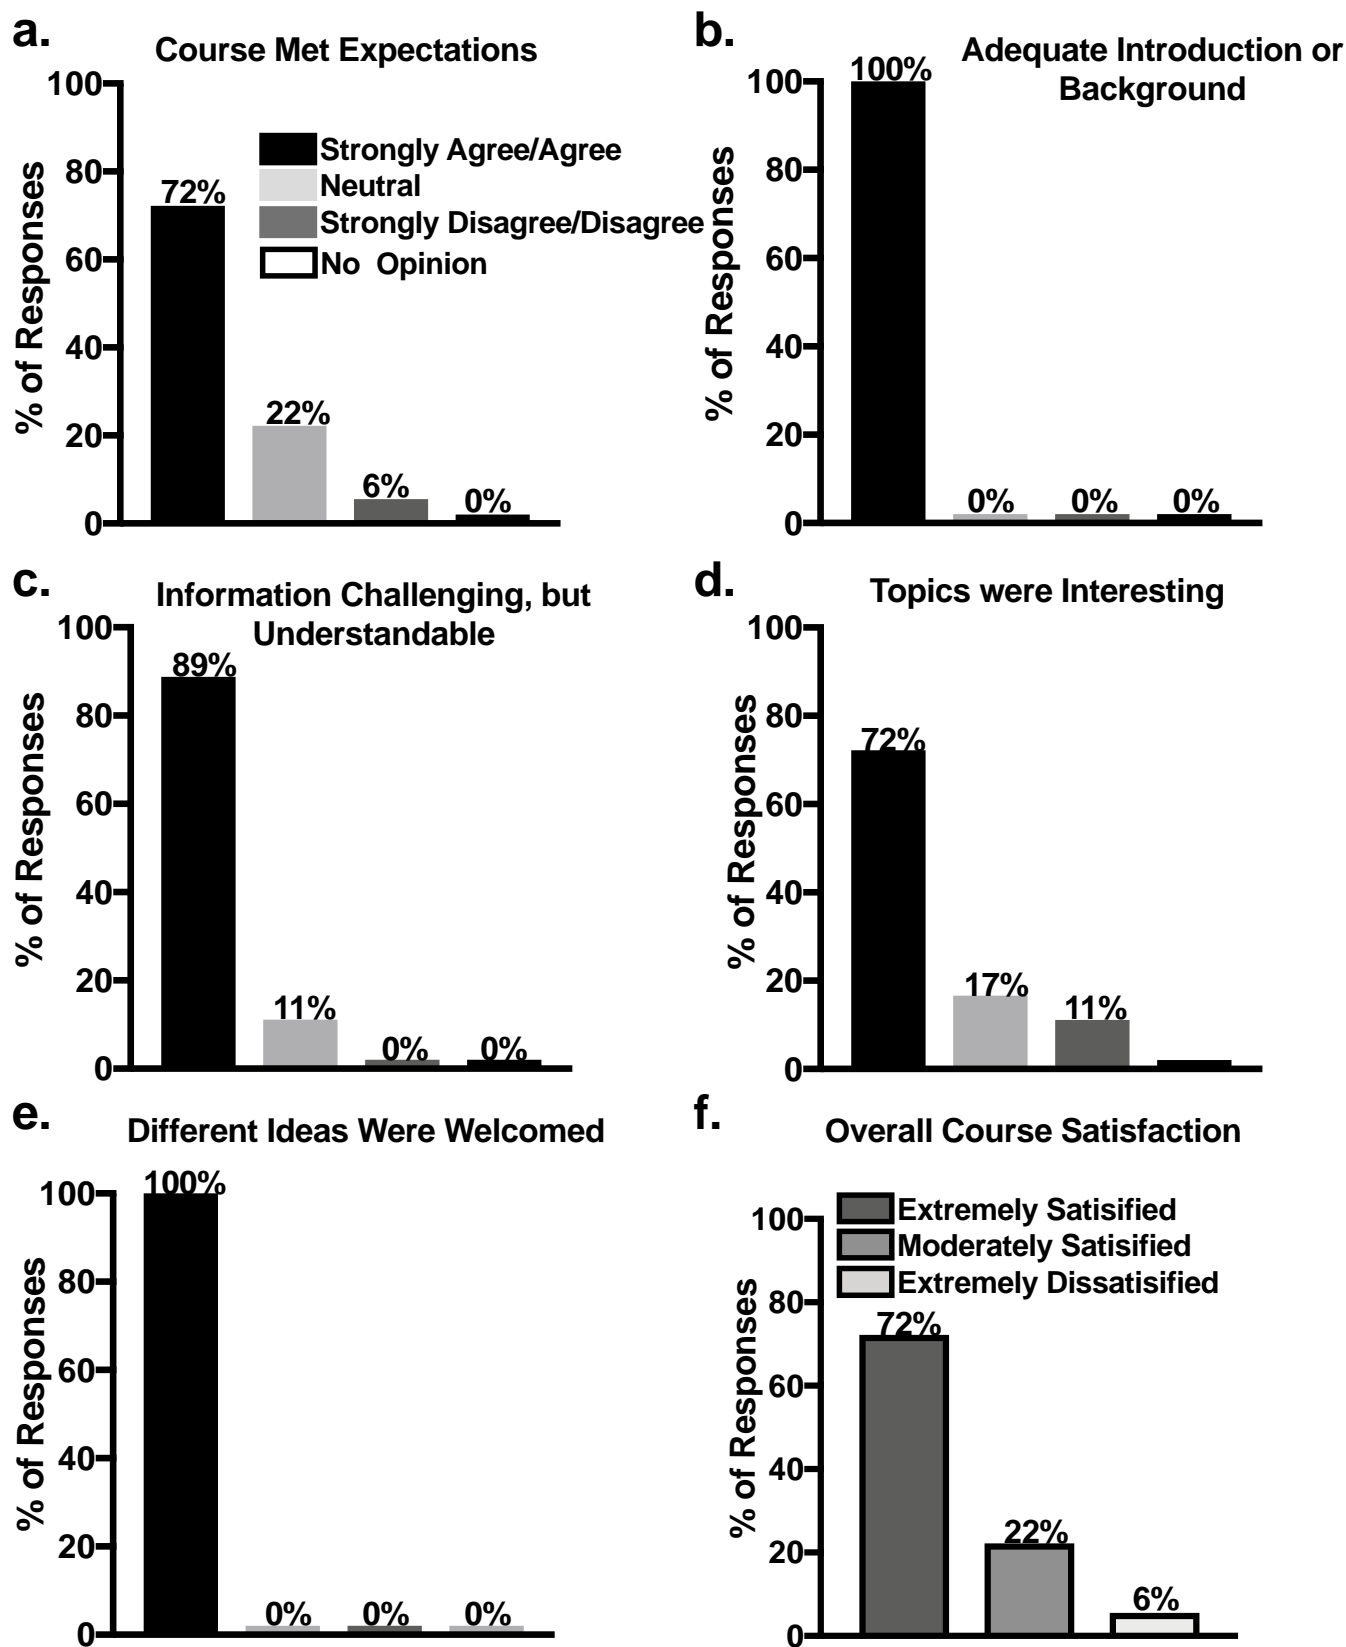 a.
Course Met Expectations
100
80
60
40
20
0
% of Responses
Strongly Agree/Agree
Neutral
Strongly Disagree/Disagree
No Opinion
72%
22%
6%
0%
b.
Adequate Introduction or
Background
100
80
60
40
20
0
% of Responses
100%
0%
0%
0%
c.
Information Challenging, but
Understandable
100
80
60
40
20
0
% of Responses
89%
11%
0%
0%
d.
Topics were Interesting
100
80
60
40
20
0
% of Responses
72%
17%
11%
e.
Different Ideas Were Welcomed
100
80
60
40
20
0
% of Responses
100%
0%
0%
0%
f.
Overall Course Satisfaction
100
80
60
40
20
0
% of Responses
Extremely Satisified
Moderately Satisified
Extremely Dissatisified
72%
22%
6%